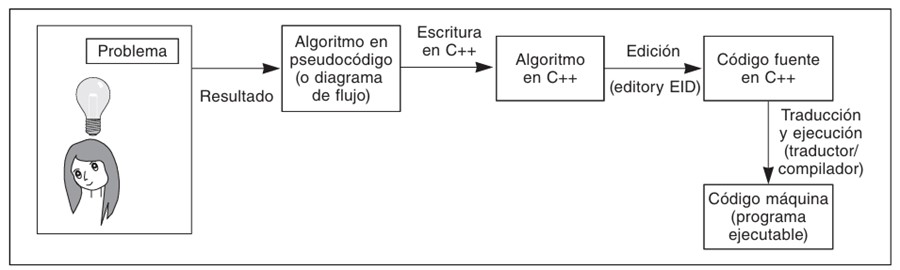 Problema
Resultado
Algoritmo en
pseudocódigo
(o diagrama
de flujo)
Escritura
en C++
Algoritmo
en C++
Edición
(editory EID)
Código fuente
en C++
Traducción
y ejecución
(traductor/
compilador)
Código máquina
(programa
ejecutable)